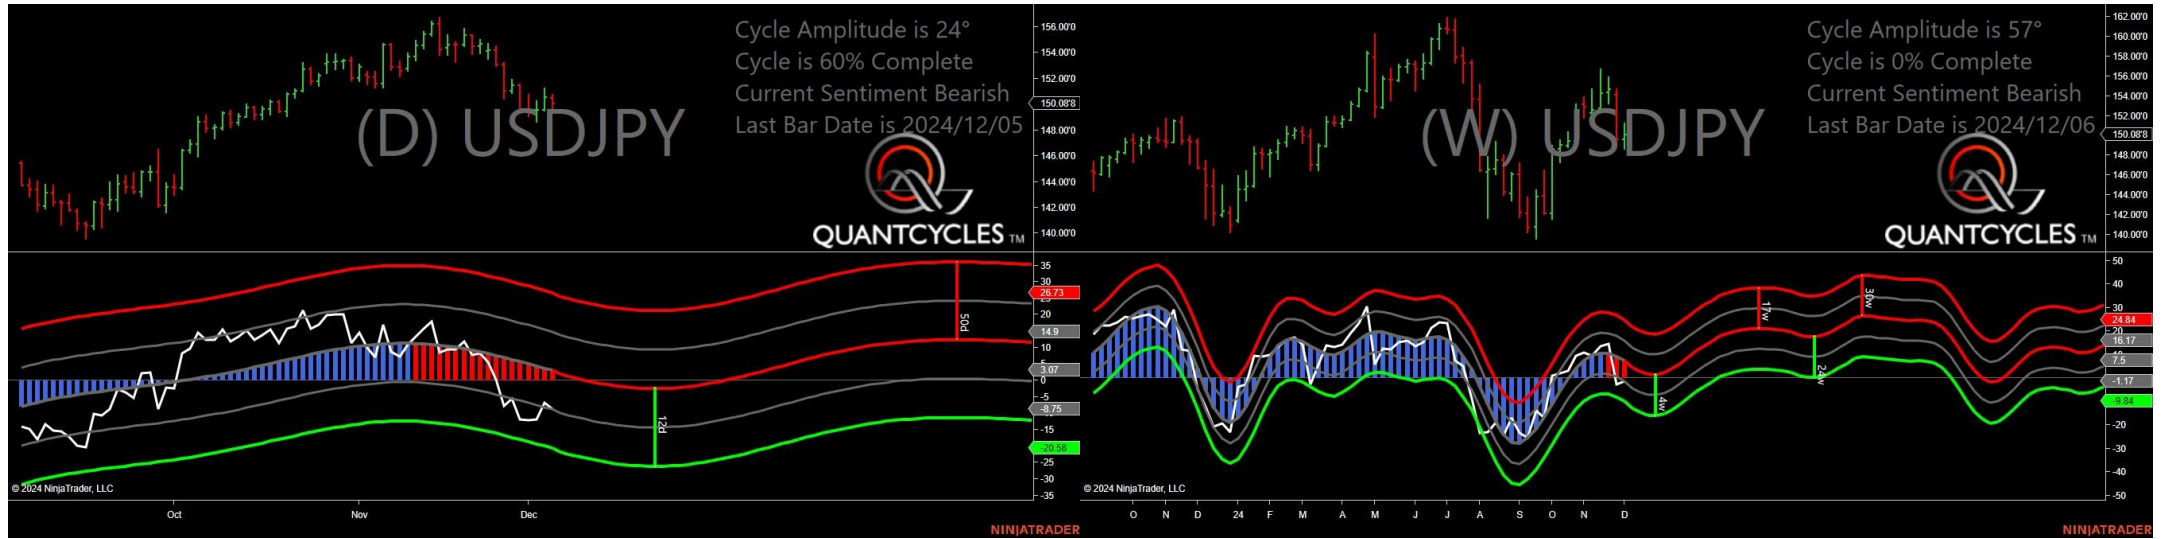 Cycle Amplitude is 24°
Cycle is 60% Complete
Current Sentiment Bearish
Last Bar Date is 2024/12/05
(D) USDJPY
QUANTCYCLES TM
156.00'0
154.00'0
152.00'0
150.08'8
148.00'0
146.00'0
144.00'0
142.00'0
140.00'0
35
30
26.73
20
14.9
10
5
3.07
0
-5
-8.75
-15
-20.58
-25
-30
-35
50d
12d
© 2024 NinjaTrader, LLC
Oct Nov Dec
NINJATRADER
Cycle Amplitude is 57°
Cycle is 0% Complete
Current Sentiment Bearish
Last Bar Date is 2024/12/06
(W) USDJPY
QUANTCYCLES TM
162.00'0
160.00'0
158.00'0
156.00'0
154.00'0
152.00'0
150.08'8
148.00'0
146.00'0
144.00'0
142.00'0
140.00'0
50
40
30
24.84
20
16.17
7.5
-1.17
-9.84
-20
-30
-40
-50
17w
30w
24w
4w
© 2024 NinjaTrader, LLC
O N D 24 F M A M J J A S O N D
NINJATRADER